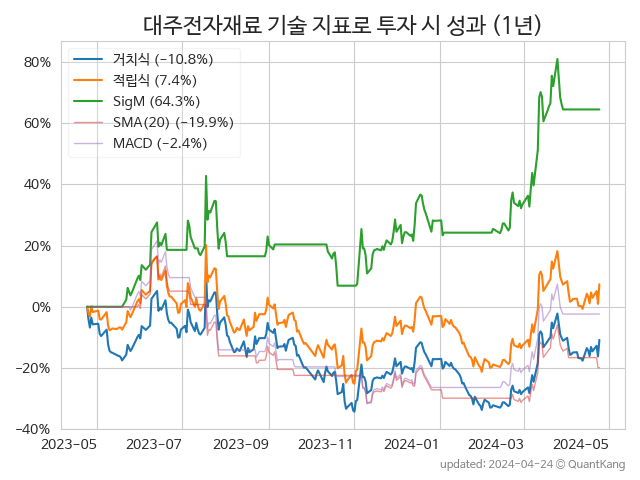 대주전자재료 기술 지표로 투자 시 성과 (1년)
거치식 (−10.8%)
적립식 (7.4%)
SigM (64.3%)
SMA(20) (−19.9%)
MACD (−2.4%)
80%
60%
40%
20%
0%
−20%
−40%
2023-05 2023-07 2023-09 2023-11 2024-01 2024-03 2024-05
updated: 2024-04-24 © QuantKang